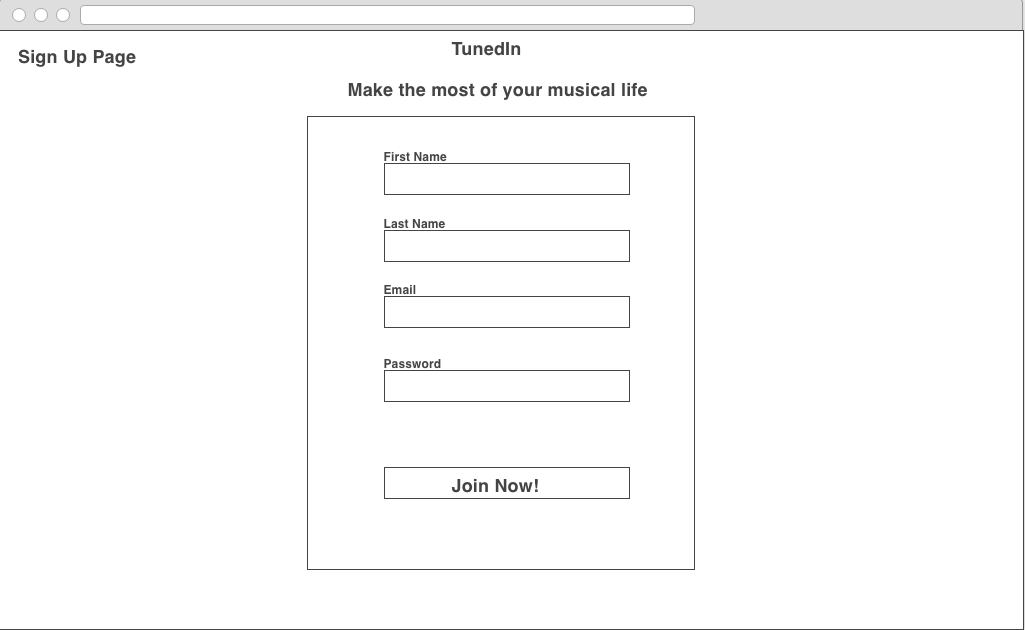 Sign Up Page
TunedIn
Make the most of your musical life
First Name
Last Name
Email
Password
Join Now!